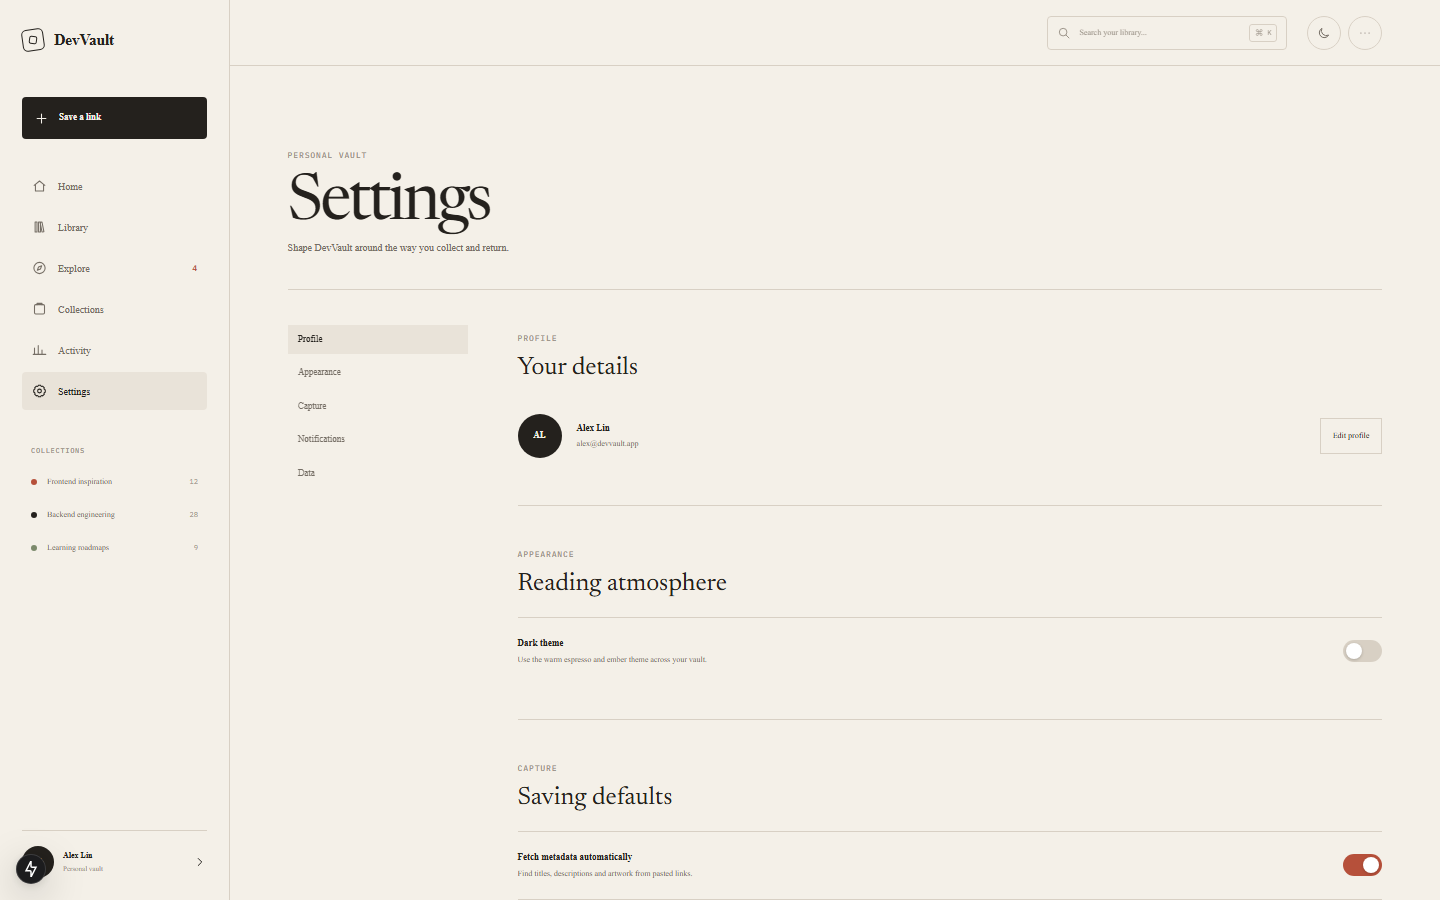 DevVault
Search your library...
⌘ K
Save a link
Home
Library
Explore 4
Collections
Activity
Settings
COLLECTIONS
Frontend inspiration 12
Backend engineering 28
Learning roadmaps 9
Alex Lin
Personal vault
PERSONAL VAULT
Settings
Shape DevVault around the way you collect and return.
Profile
Appearance
Capture
Notifications
Data
PROFILE
Your details
AL
Alex Lin
alex@devvault.app
Edit profile
APPEARANCE
Reading atmosphere
Dark theme
Use the warm espresso and ember theme across your vault.
CAPTURE
Saving defaults
Fetch metadata automatically
Find titles, descriptions and artwork from pasted links.